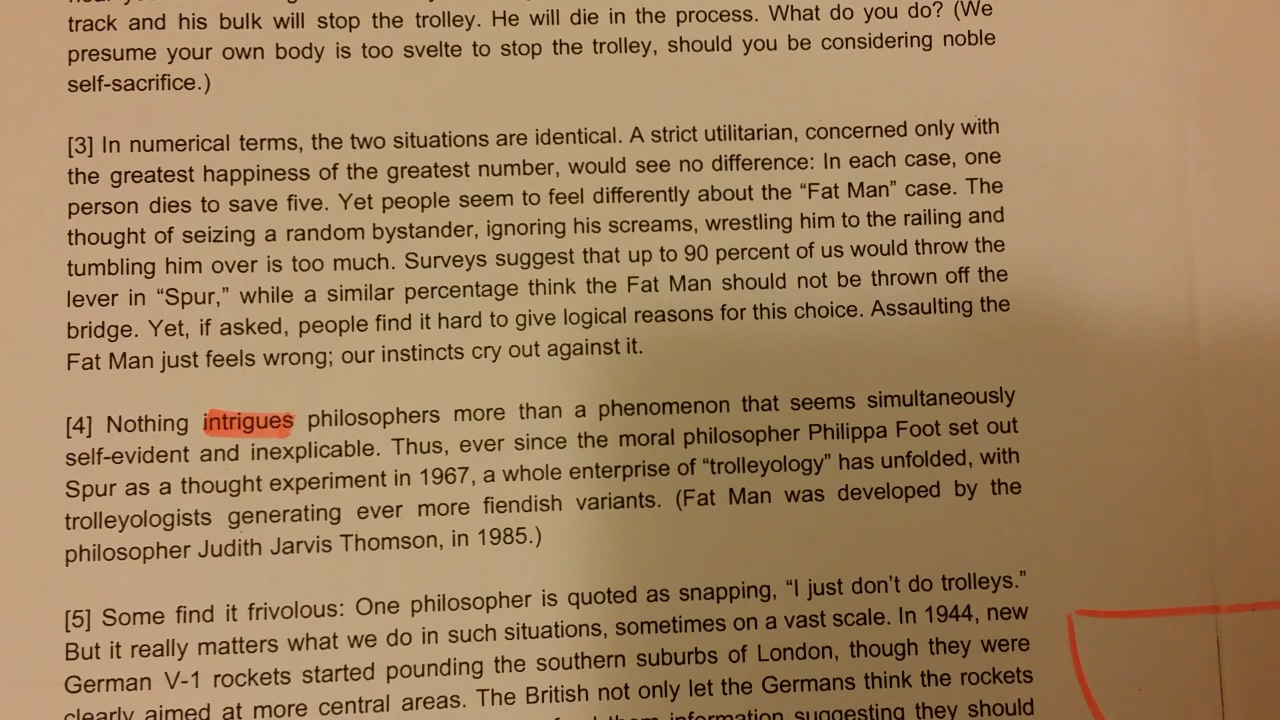 track and his bulk will stop the trolley. He will die in the process. What do you do? (We
presume your own body is too svelte to stop the trolley, should you be considering noble
self-sacrifice.)
[3] In numerical terms, the two situations are identical. A strict utilitarian, concerned only with
the greatest happiness of the greatest number, would see no difference: In each case, one
person dies to save five. Yet people seem to feel differently about the “Fat Man” case. The
thought of seizing a random bystander, ignoring his screams, wrestling him to the railing and
tumbling him over is too much. Surveys suggest that up to 90 percent of us would throw the
lever in “Spur,” while a similar percentage think the Fat Man should not be thrown off the
bridge. Yet, if asked, people find it hard to give logical reasons for this choice. Assaulting the
Fat Man just feels wrong; our instincts cry out against it.
[4] Nothing intrigues philosophers more than a phenomenon that seems simultaneously
self-evident and inexplicable. Thus, ever since the moral philosopher Philippa Foot set out
Spur as a thought experiment in 1967, a whole enterprise of “trolleyology” has unfolded, with
trolleyologists generating ever more fiendish variants. (Fat Man was developed by the
philosopher Judith Jarvis Thomson, in 1985.)
[5] Some find it frivolous: One philosopher is quoted as snapping, “I just don’t do trolleys.”
But it really matters what we do in such situations, sometimes on a vast scale. In 1944, new
German V-1 rockets started pounding the southern suburbs of London, though they were
clearly aimed at more central areas. The British not only let the Germans think the rockets
them information suggesting they should